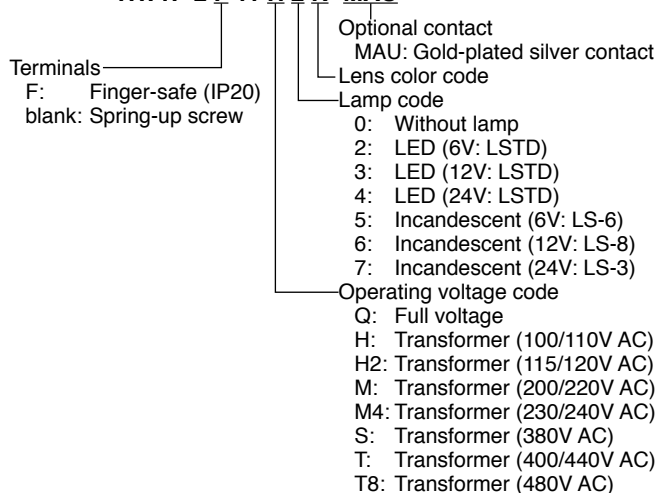 Optional contact
MAU: Gold-plated silver contact
Terminals
F: Finger-safe (IP20)
blank: Spring-up screw
Lens color code
Lamp code
0: Without lamp
2: LED (6V: LSTD)
3: LED (12V: LSTD)
4: LED (24V: LSTD)
5: Incandescent (6V: LS-6)
6: Incandescent (12V: LS-8)
7: Incandescent (24V: LS-3)
Operating voltage code
Q: Full voltage
H: Transformer (100/110V AC)
H2: Transformer (115/120V AC)
M: Transformer (200/220V AC)
M4: Transformer (230/240V AC)
S: Transformer (380V AC)
T: Transformer (400/440V AC)
T8: Transformer (480V AC)